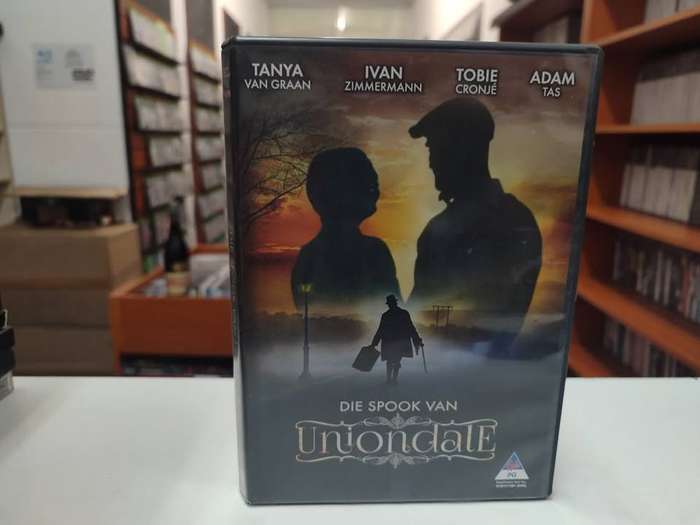 TANYA
VAN GRAAN
IVAN
ZIMMERMANN
TOBIE
CRONJÉ
ADAM
TAS
DIE SPOOK VAN
UNIONDALE
PG